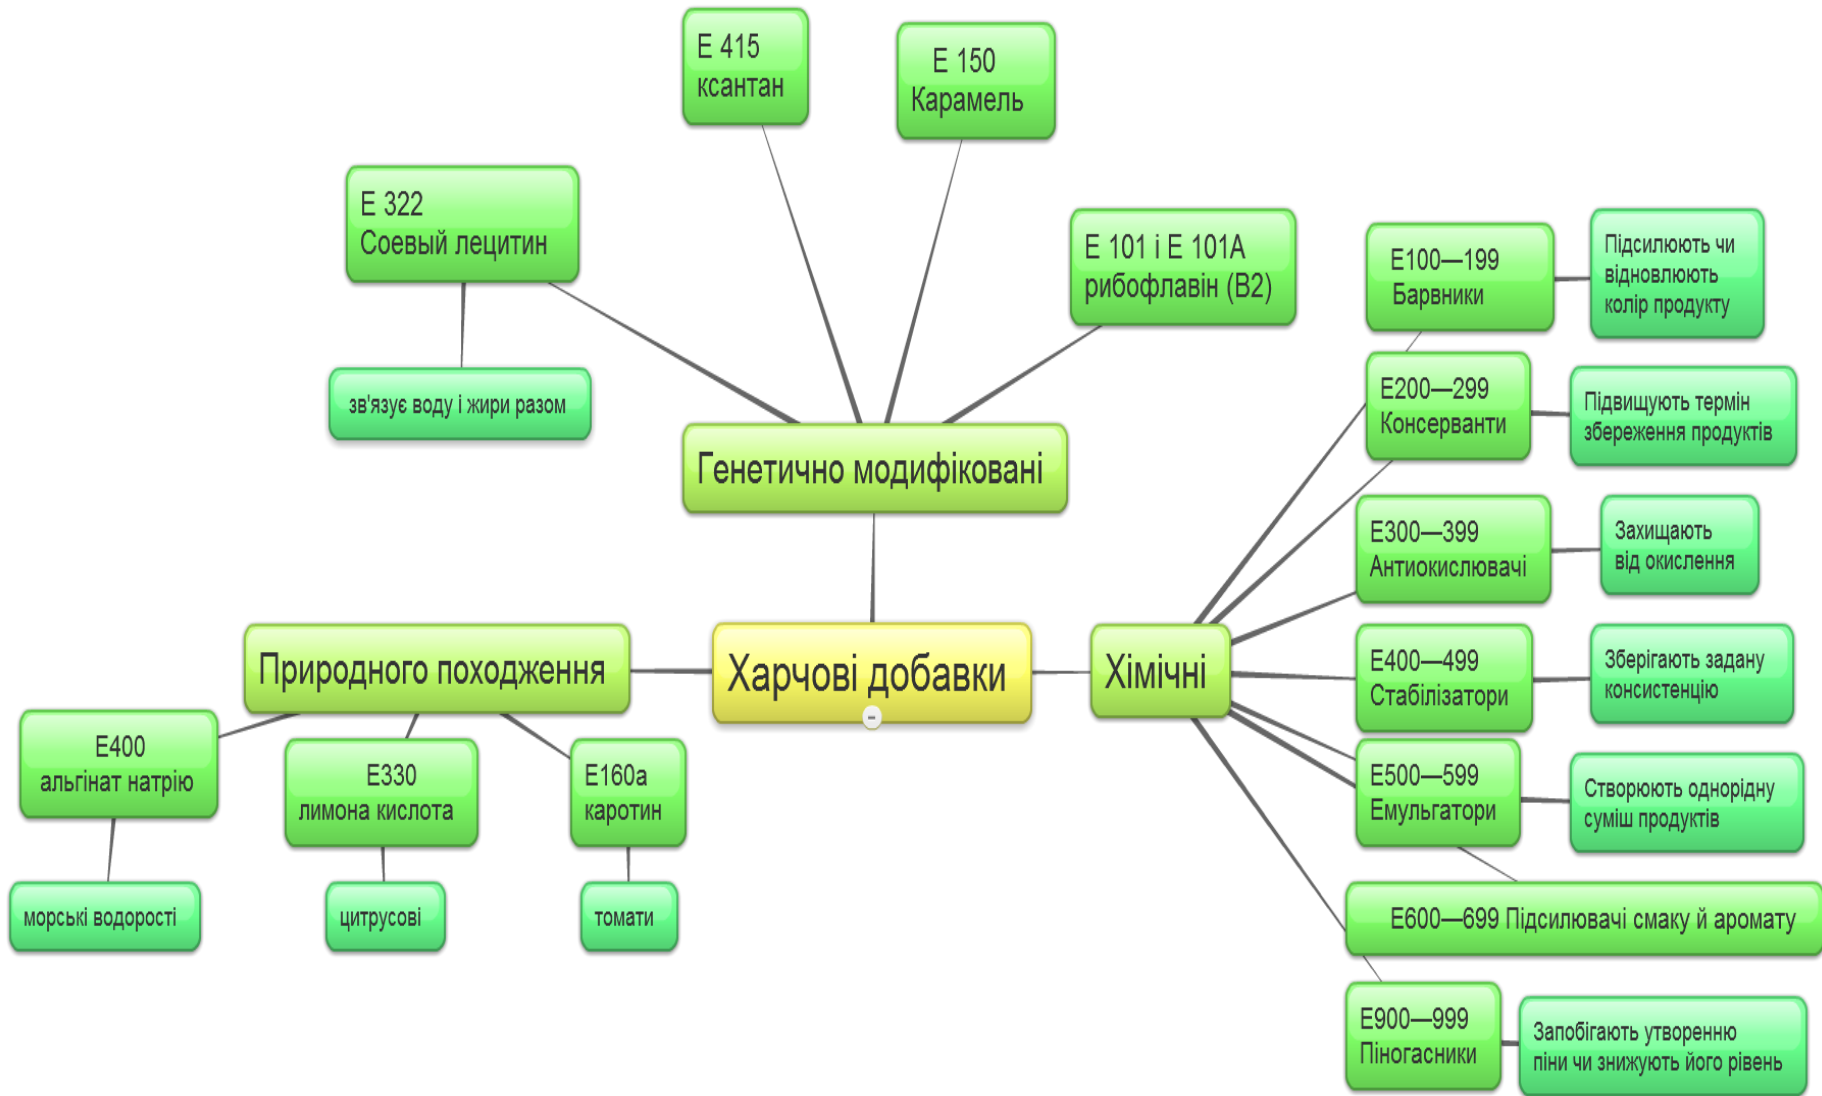 Е 415
ксантан
Е 150
Карамель
Е 322
Соевый лецитин
зв'язує воду і жири разом
Е 101 і Е 101А
рибофлавін (В2)
Генетично модифіковані
Е100—199
Барвники
Підсилюють чи
відновлюють
колір продукту
Е200—299
Консерванти
Підвищують термін
збереження продуктів
Е300—399
Антиокислювачі
Захищають
від окислення
Природного походження
Харчові добавки
Хімічні
Е400—499
Стабілізатори
Зберігають задану
консистенцію
Е400
альгінат натрію
Е330
лимона кислота
Е160а
каротин
Е500—599
Емульгатори
Створюють однорідну
суміш продуктів
морські водорості
цитрусові
томати
Е600—699 Підсилювачі смаку й аромату
Е900—999
Піногасники
Запобігають утворенню
піни чи знижують його рівень